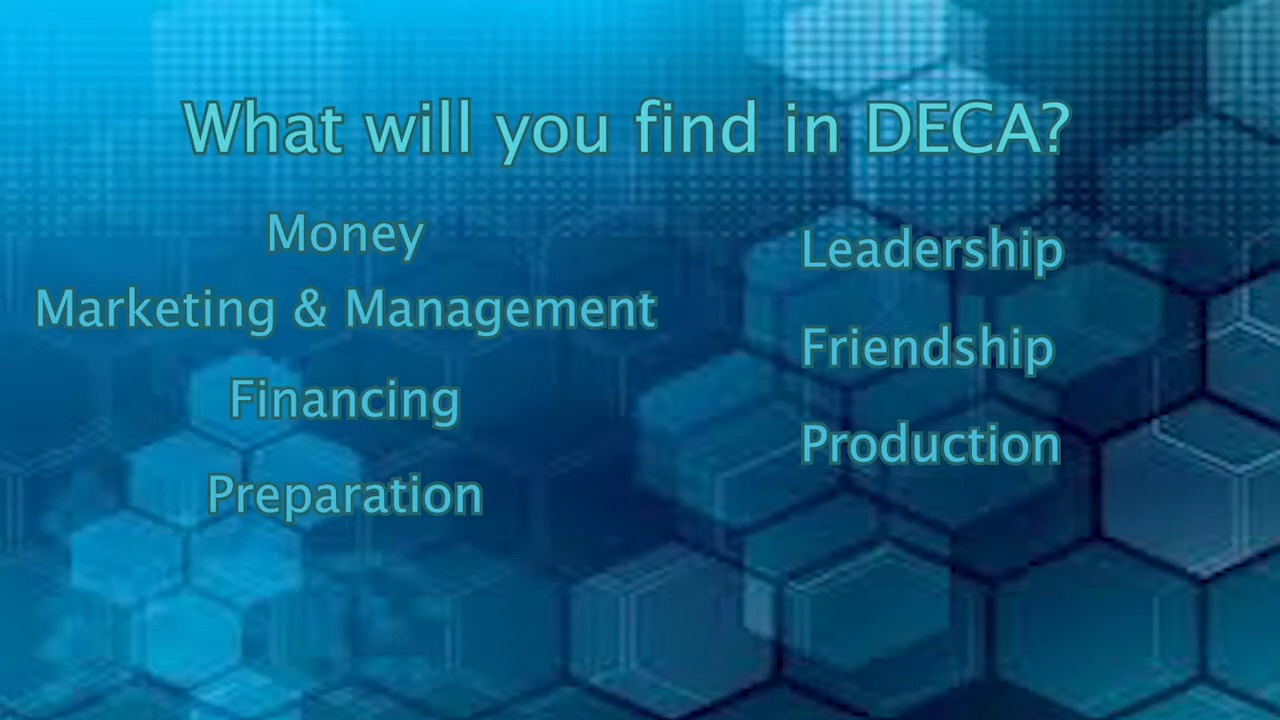 What will you find in DECA?
Money
Marketing & Management
Financing
Preparation
Leadership
Friendship
Production